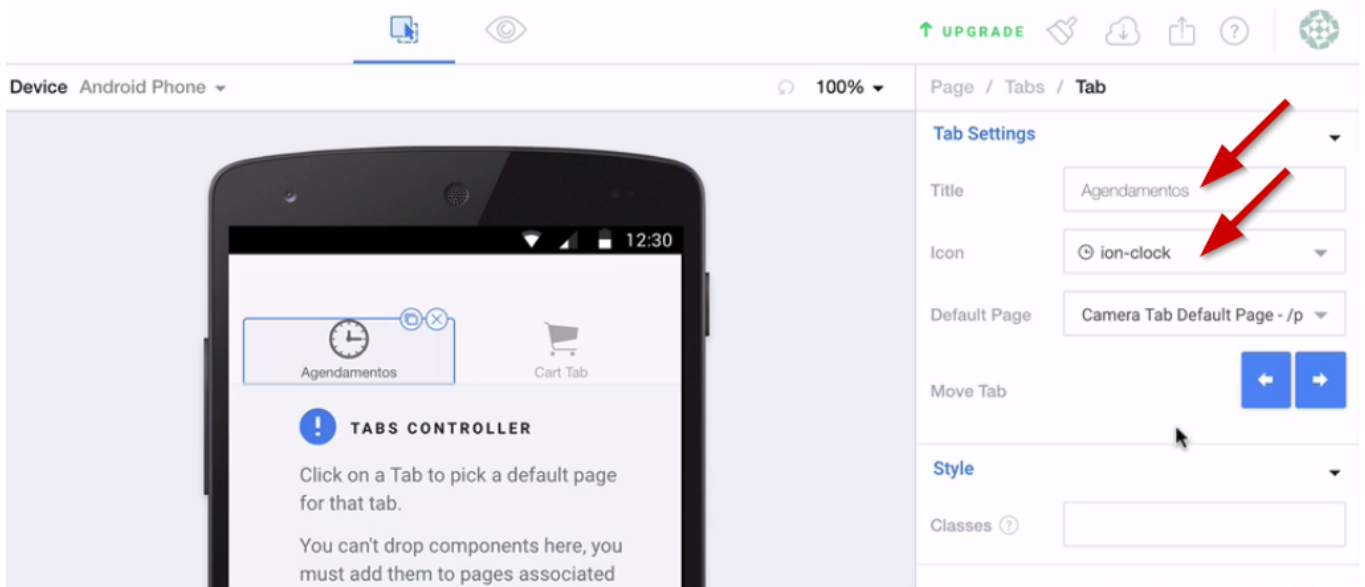 UPGRADE
Device Android Phone 100%
Page / Tabs / Tab
Tab Settings
Title Agendamentos
Icon ion-clock
Default Page Camera Tab Default Page - /p
Move Tab
Style
Classes ?
12:30
Agendamentos Cart Tab
TABS CONTROLLER
Click on a Tab to pick a default page
for that tab.
You can't drop components here, you
must add them to pages associated